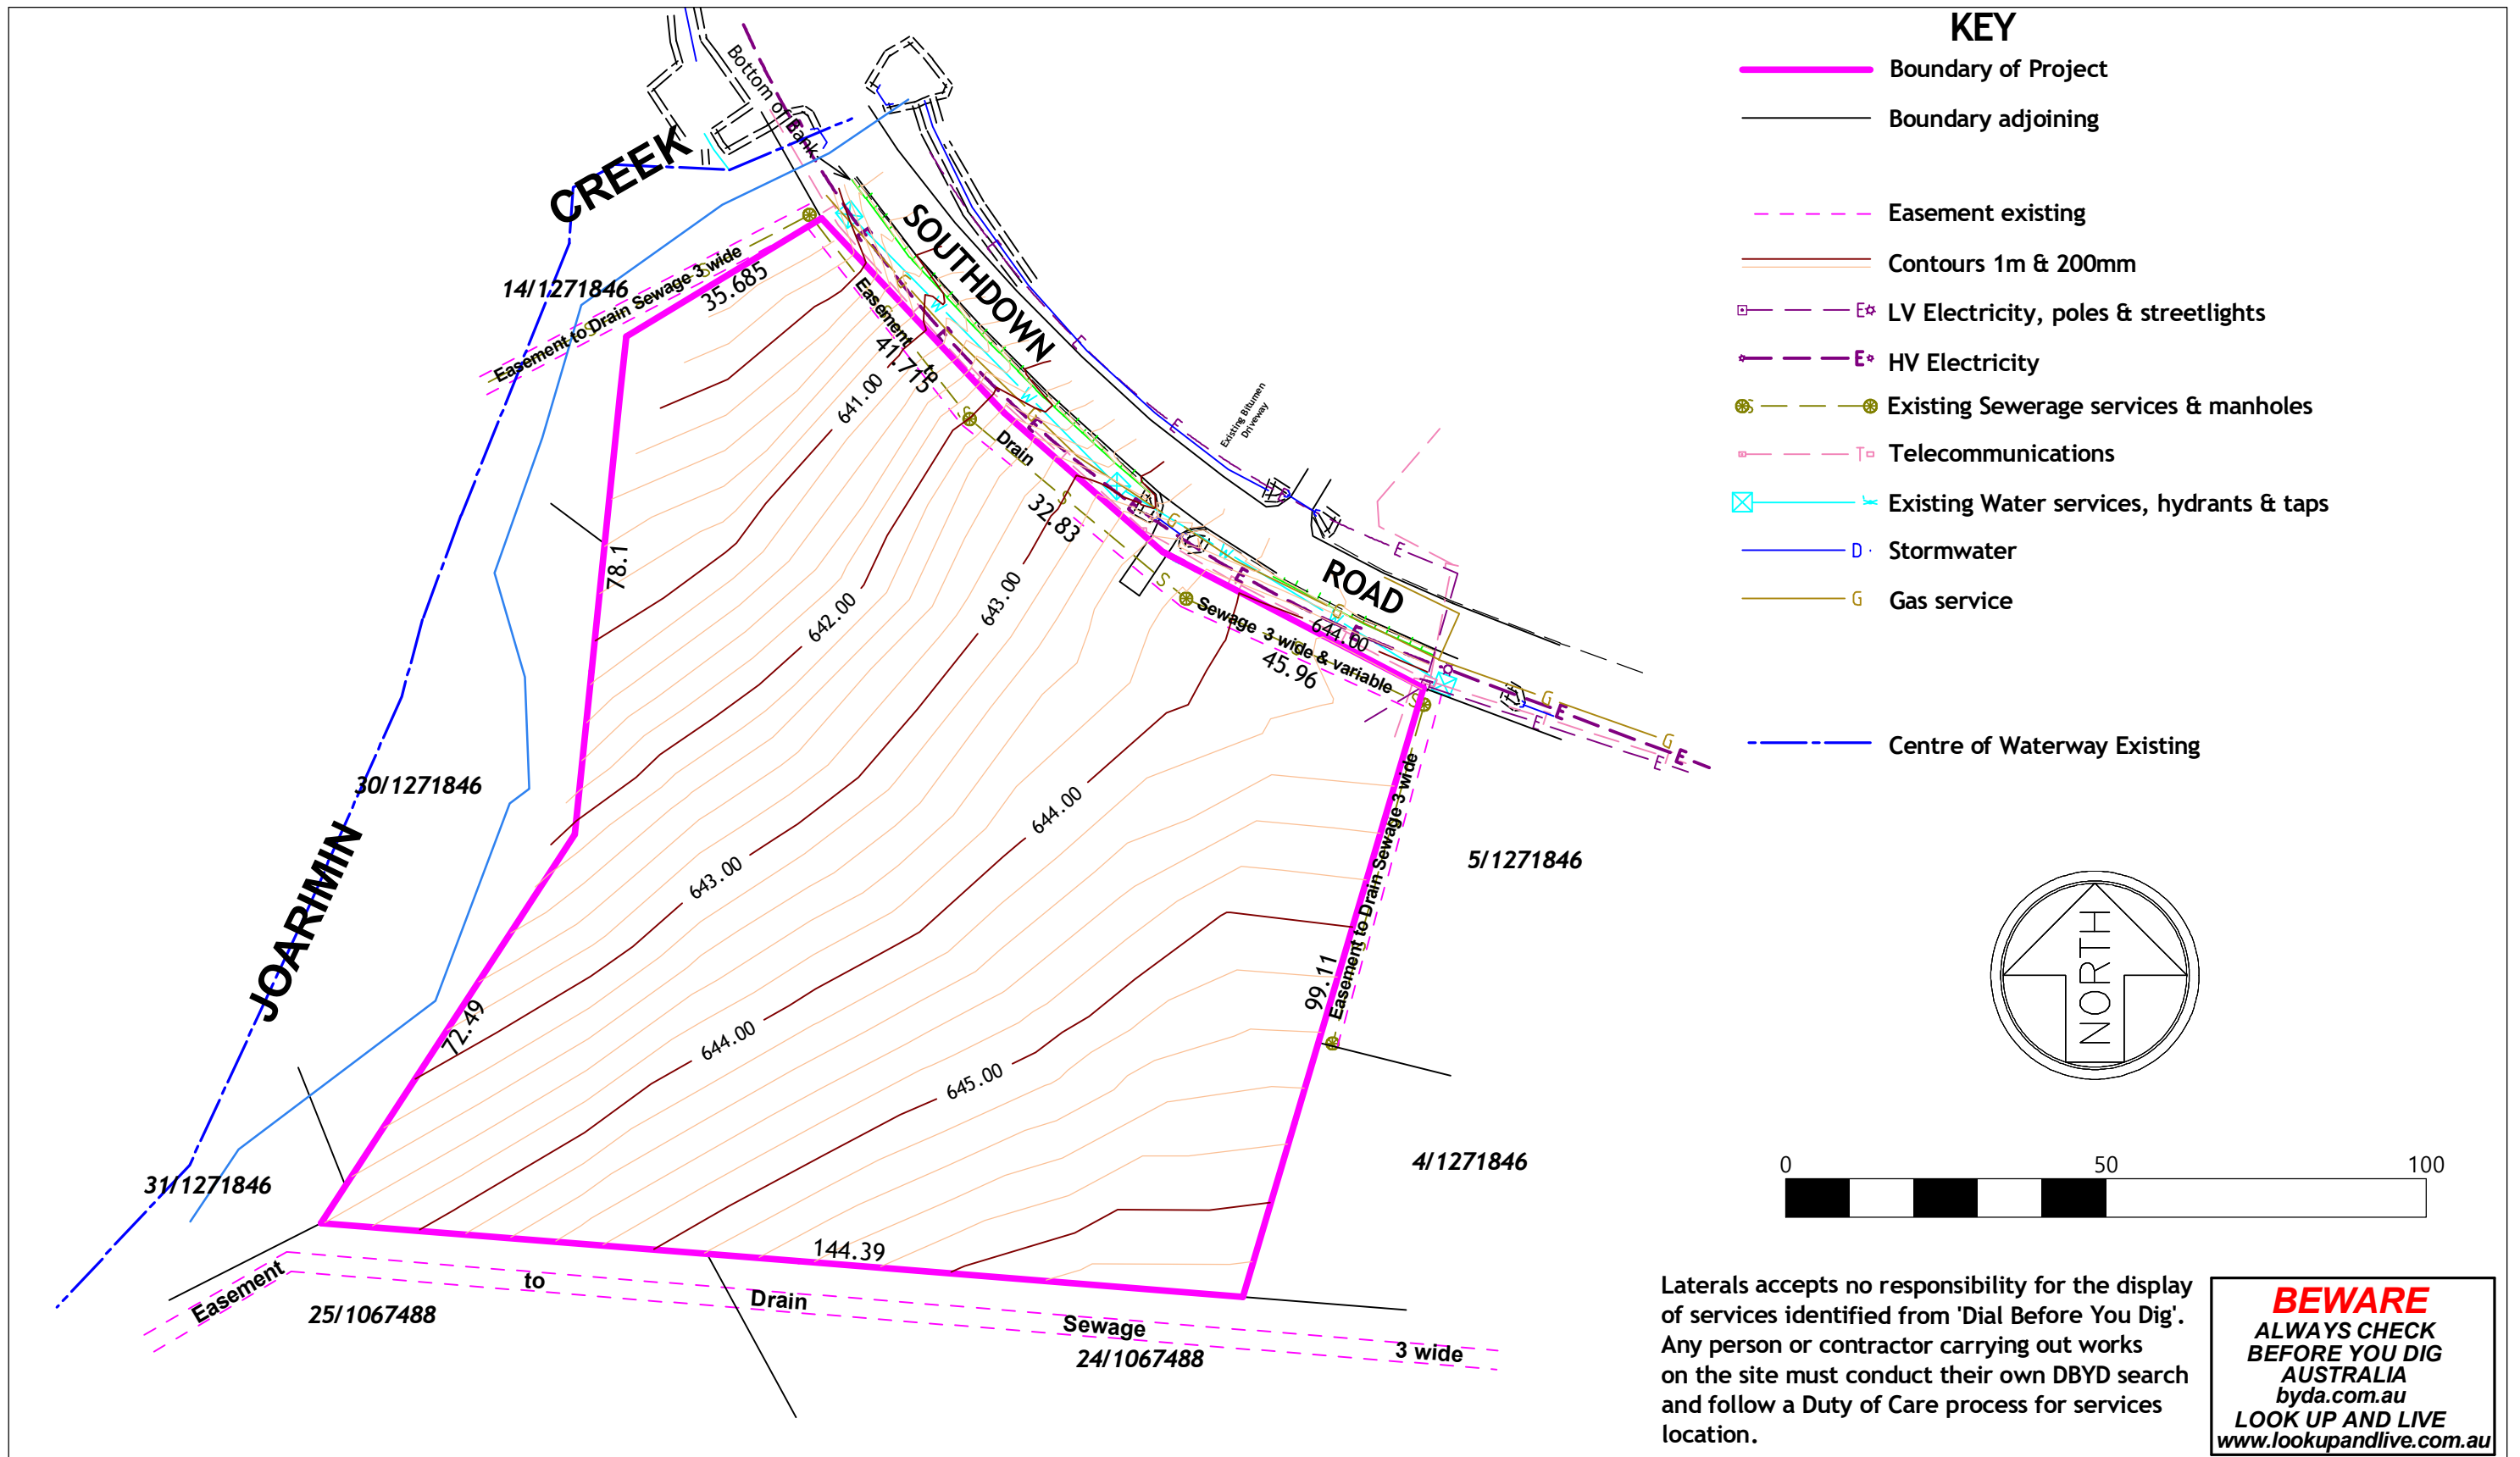 KEY
Boundary of Project
Boundary adjoining
Easement existing
Contours 1m & 200mm
E
LV Electricity, poles & streetlights
E
HV Electricity
S
Existing Sewerage services & manholes
T
Telecommunications
Existing Water services, hydrants & taps
D
Stormwater
G
Gas service
Centre of Waterway Existing
NORTH
0 50 100
Bottom of Bank
CREEK
JOARIMIN
SOUTHDOWN
ROAD
Existing Bitumen
Driveway
14/1271846
Easement to Drain Sewage 3 wide
35.685
Easement to Drain Sewage 3 wide & variable
41.715
32.83
45.96
641.00
642.00
643.00
644.00
78.1
30/1271846
643.00
644.00
644.00
645.00
72.49
99.11
Easement to Drain Sewage 3 wide
5/1271846
4/1271846
31/1271846
144.39
Easement to Drain Sewage 3 wide
25/1067488
24/1067488
Laterals accepts no responsibility for the display
of services identified from 'Dial Before You Dig'.
Any person or contractor carrying out works
on the site must conduct their own DBYD search
and follow a Duty of Care process for services
location.
BEWARE
ALWAYS CHECK
BEFORE YOU DIG
AUSTRALIA
byda.com.au
LOOK UP AND LIVE
www.lookupandlive.com.au